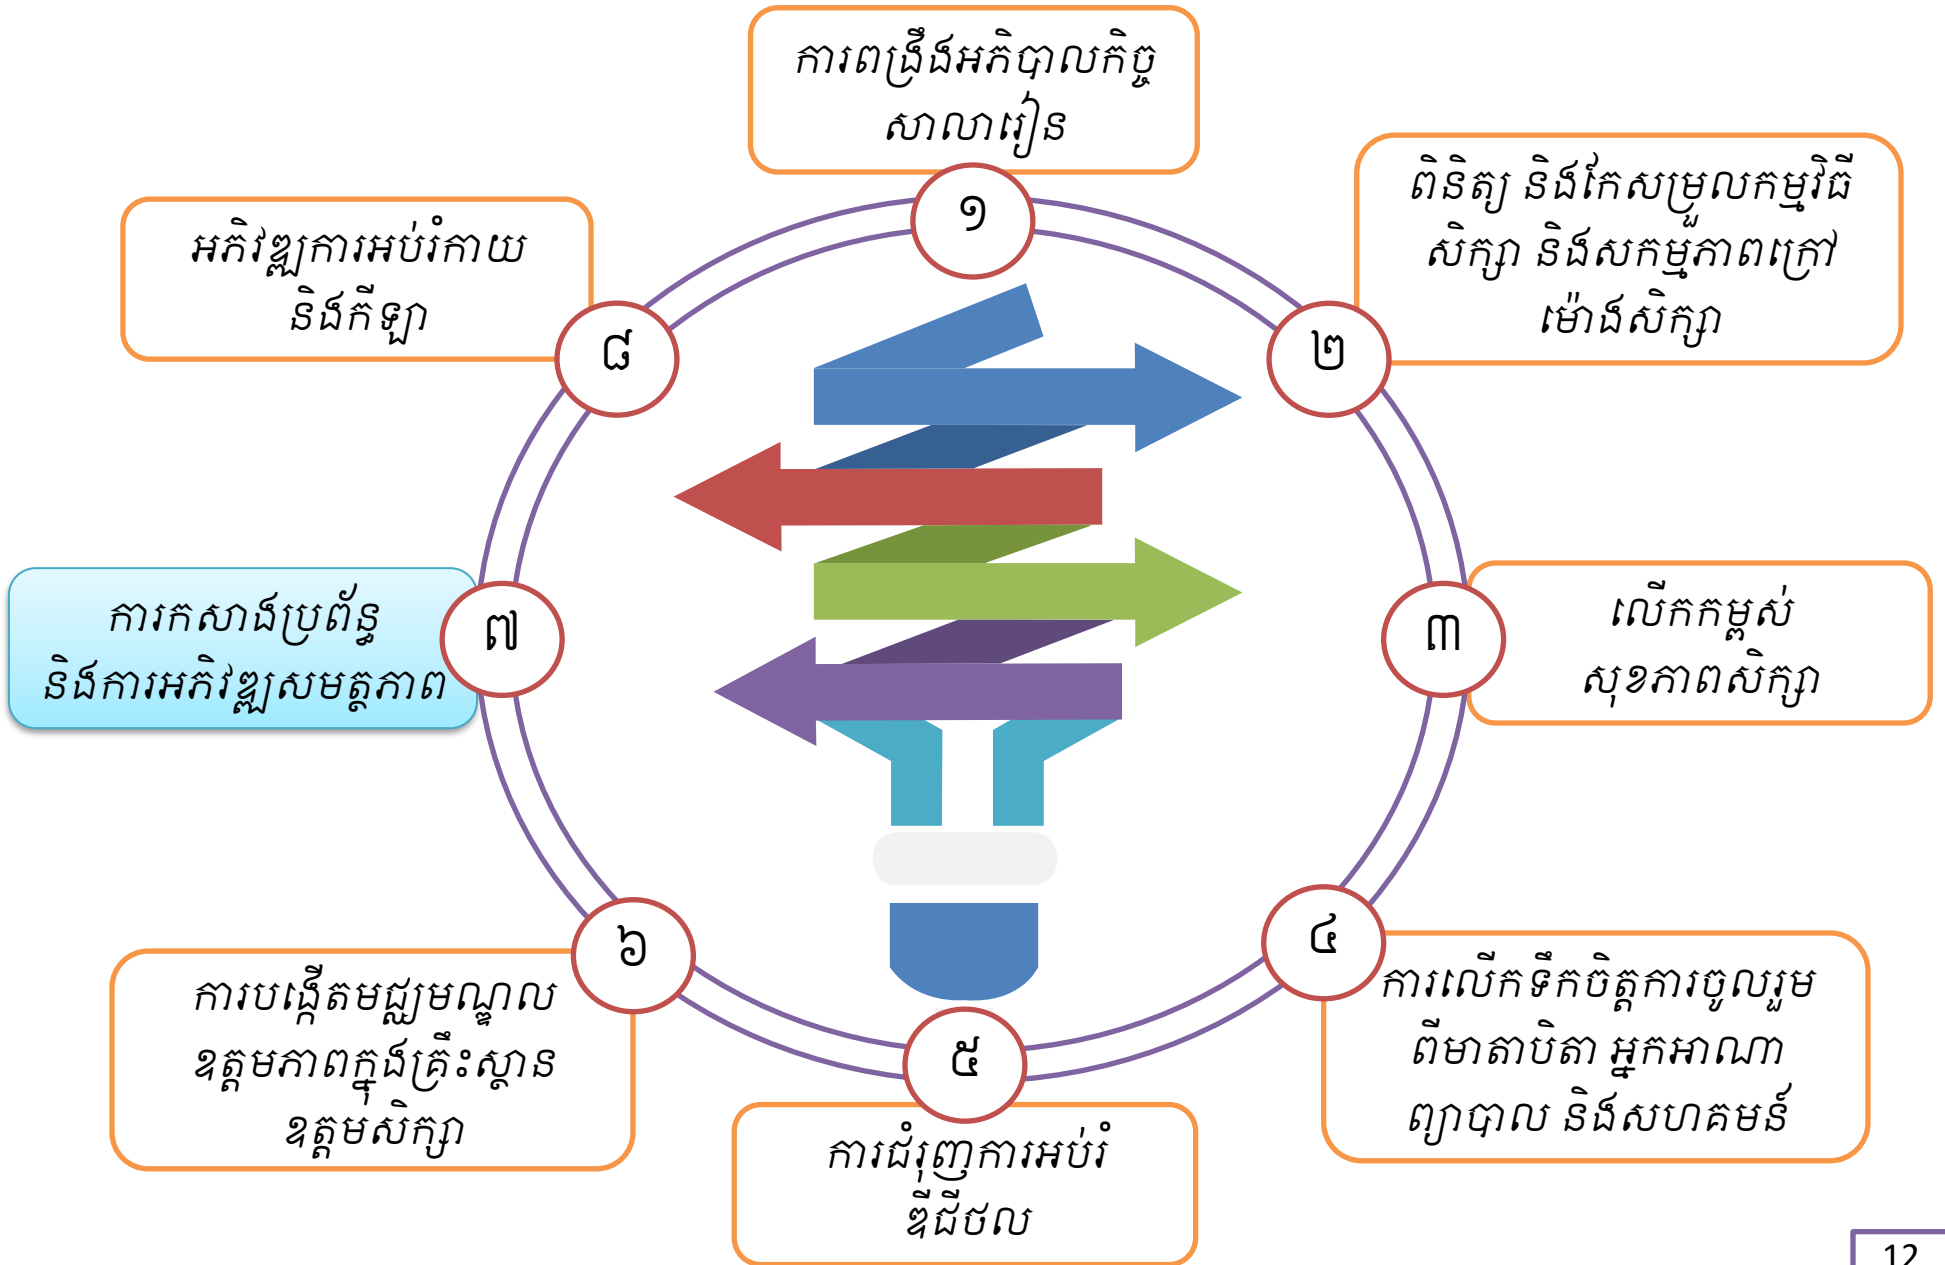 ការពង្រឹងអភិបាលកិច្ច
សាលារៀន
១
ពិនិត្យ និងកែសម្រួលកម្មវិធី
សិក្សា និងសកម្មភាពក្រៅ
ម៉ោងសិក្សា
២
លើកកម្ពស់
សុខភាពសិក្សា
៣
ការលើកទឹកចិត្តការចូលរួម
ពីមាតាបិតា អ្នកអាណា
ព្យាបាល និងសហគមន៍
៤
៥
ការជំរុញការអប់រំ
ឌីជីថល
៦
ការបង្កើតមជ្ឈមណ្ឌល
ឧត្តមភាពក្នុងគ្រឹះស្ថាន
ឧត្តមសិក្សា
៧
ការកសាងប្រព័ន្ធ
និងការអភិវឌ្ឍសមត្ថភាព
៨
អភិវឌ្ឍការអប់រំកាយ
និងកីឡា
12